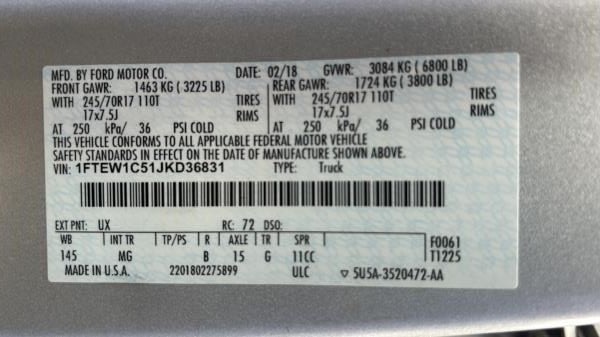 MFD. BY FORD MOTOR CO. DATE: 02/18 GVWR: 3084 KG ( 6800 LB)
FRONT GAWR: 1463 KG ( 3225 LB) REAR GAWR: 1724 KG ( 3800 LB)
WITH 245/70R17 110T TIRES WITH 245/70R17 110T TIRES
17x7.5J RIMS 17x7.5J RIMS
AT 250 kPa/ 36 PSI COLD AT 250 kPa/ 36 PSI COLD
THIS VEHICLE CONFORMS TO ALL APPLICABLE FEDERAL MOTOR VEHICLE
SAFETY STANDARDS IN EFFECT ON THE DATE OF MANUFACTURE SHOWN ABOVE.
VIN: 1FTEW1C51JKD36831 TYPE: Truck
EXT PNT: UX RC: 72 DSO:
WB INT TR TP/PS R AXLE TR SPR F0061
145 MG B 15 G 11CC T1225
MADE IN U.S.A. 2201802275899 ULC ▽ 5U5A-3520472-AA